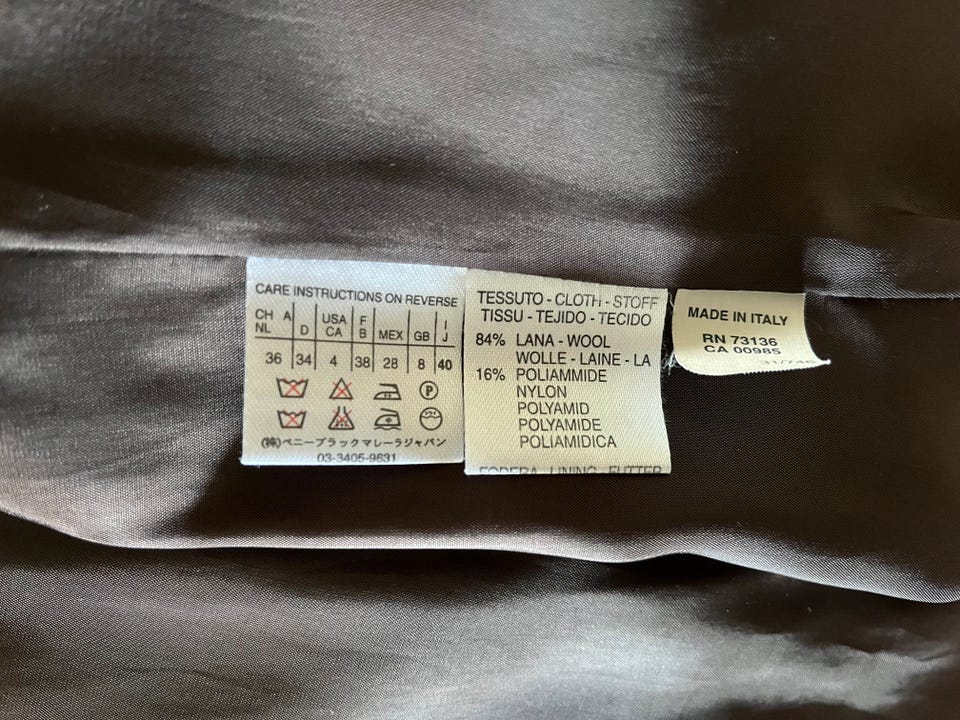 CARE INSTRUCTIONS ON REVERSE
CH A NL D USA CA F B MEX GB I J
36 34 4 38 28 8 40
P
(株)ペニーブラックマレーラジャパン
03-3405-9631
TESSUTO - CLOTH - STOFF
TISSU - TEJIDO - TECIDO
84% LANA - WOOL
WOLLE - LAINE - LA
16% POLIAMMIDE
NYLON
POLYAMID
POLYAMIDE
POLIAMIDICA
FODERA LINING - FUTTER
MADE IN ITALY
RN 73136
CA 00985